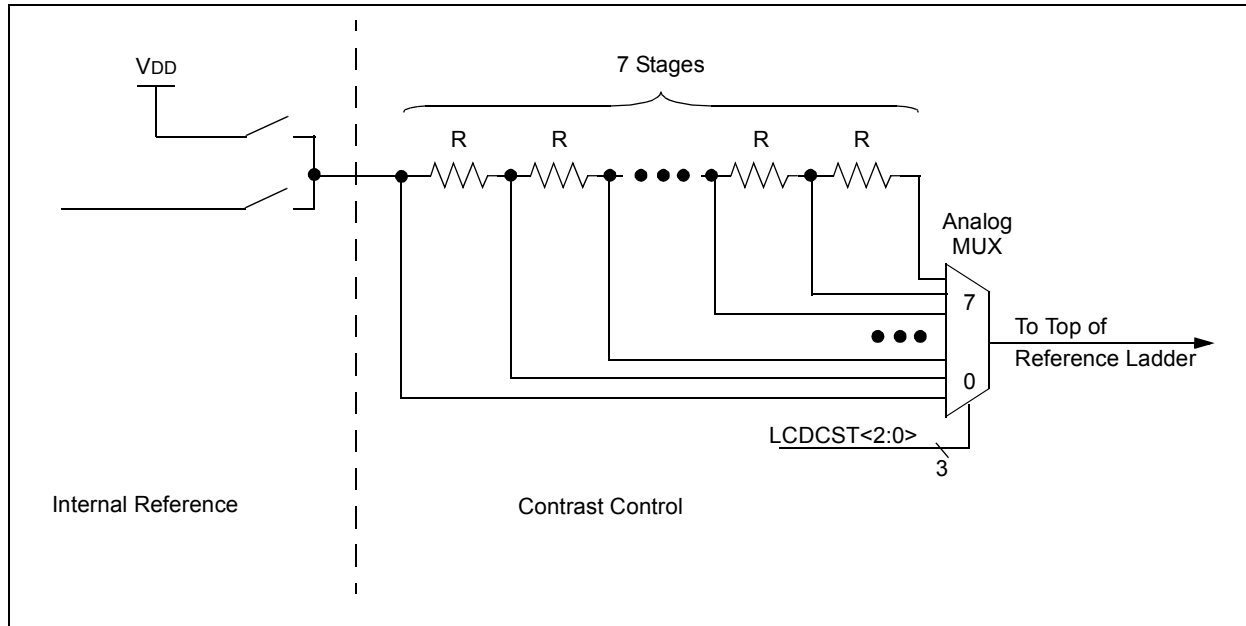 VDD
7 Stages
R
R
R
R
Analog
MUX
7
To Top of
Reference Ladder
0
LCDCST<2:0>
3
Internal Reference
Contrast Control